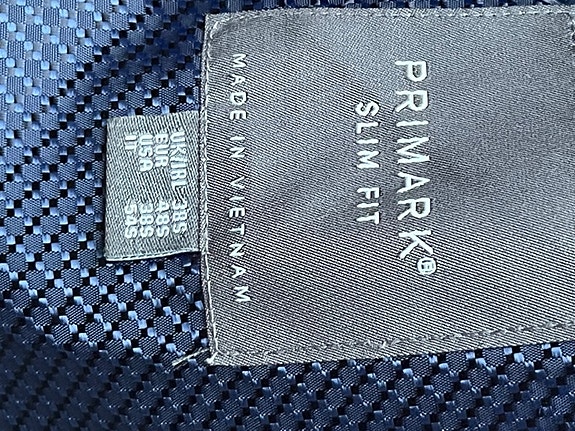 PRIMARK®
SLIM FIT
MADE IN VIETNAM
UK/IRL 38S
EUR 48S
USA 38S
IT 54S